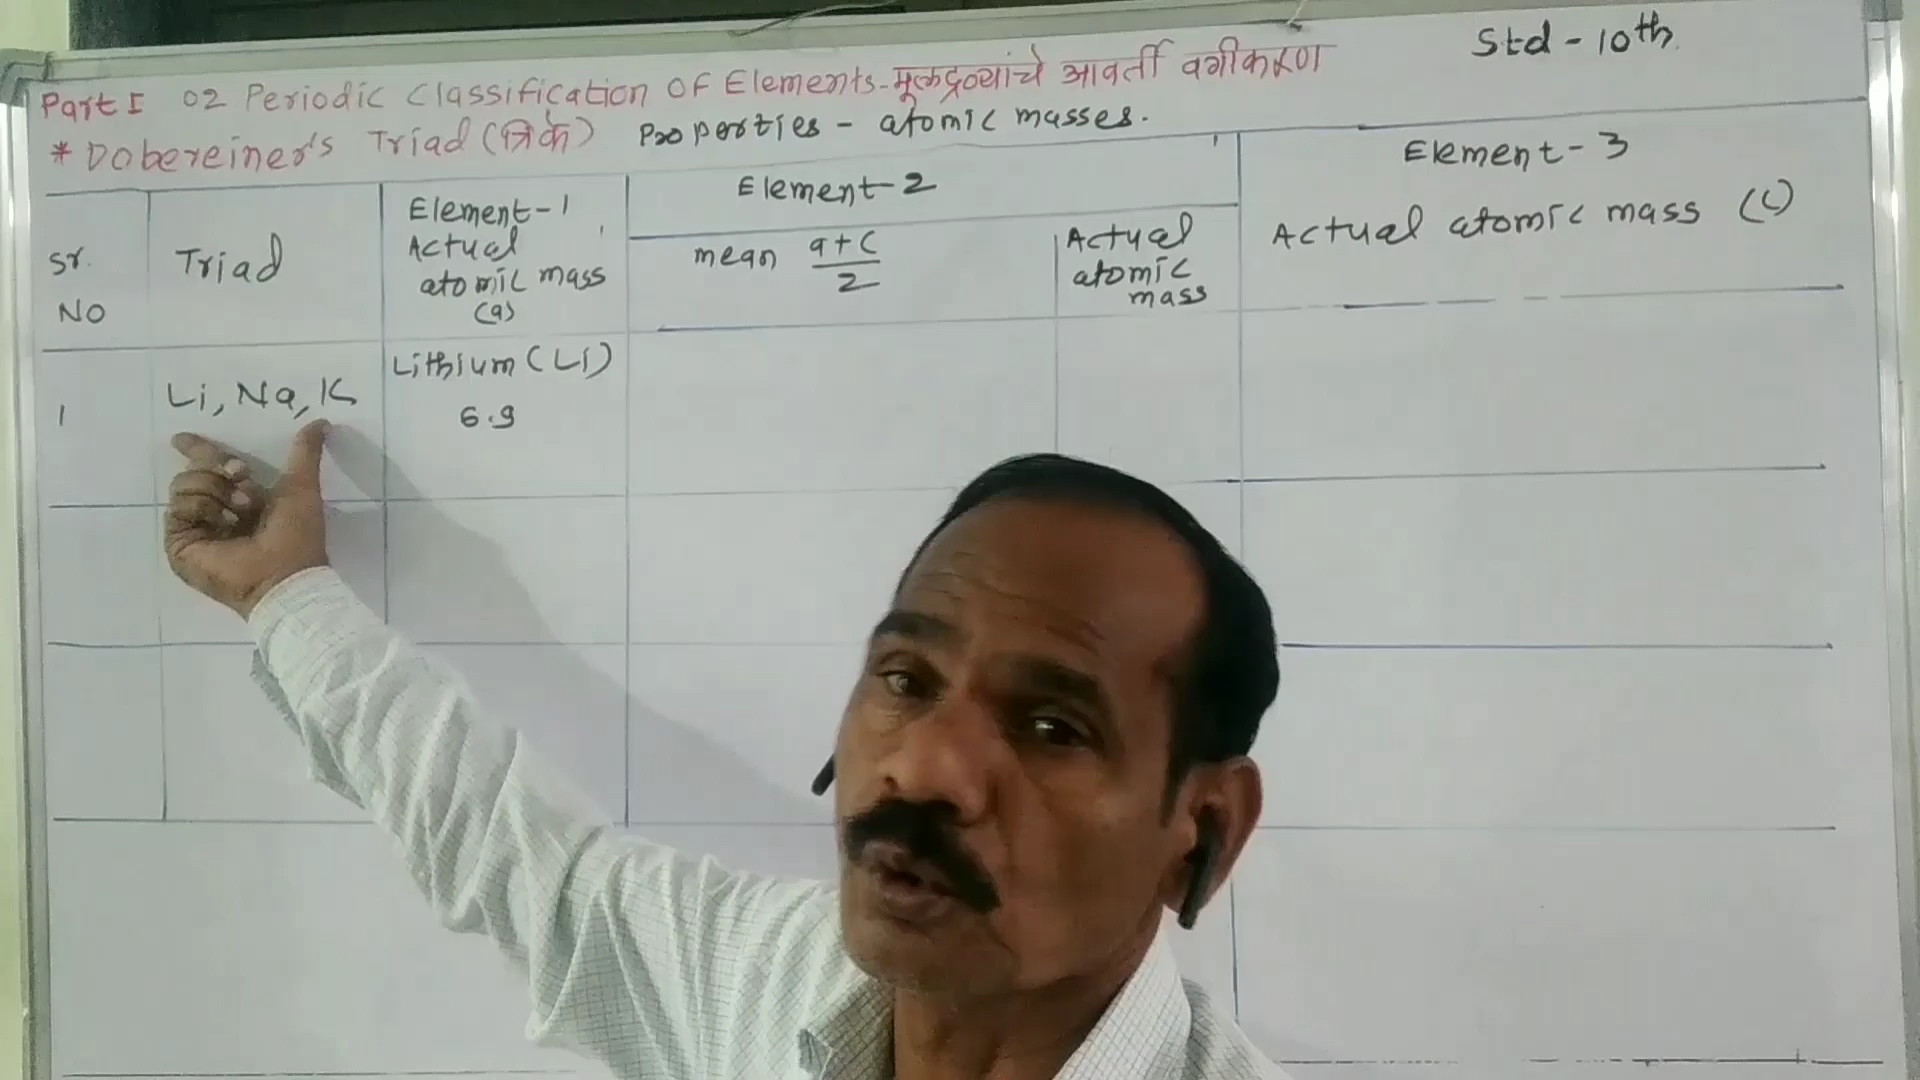 Std - 10th
Part I 02 Periodic Classification Of Elements - मूलद्रव्यांचे आवर्ती वर्गीकरण
* Dobereiner's Triad (त्रिके) Properties - atomic masses.
Sr.
No
Triad
Element-1
Actual
atomic mass
(a)
Element-2
mean a+c
2
Actual
atomic
mass
Element-3
Actual atomic mass (c)
1
Li, Na, K
Lithium (Li)
6.9